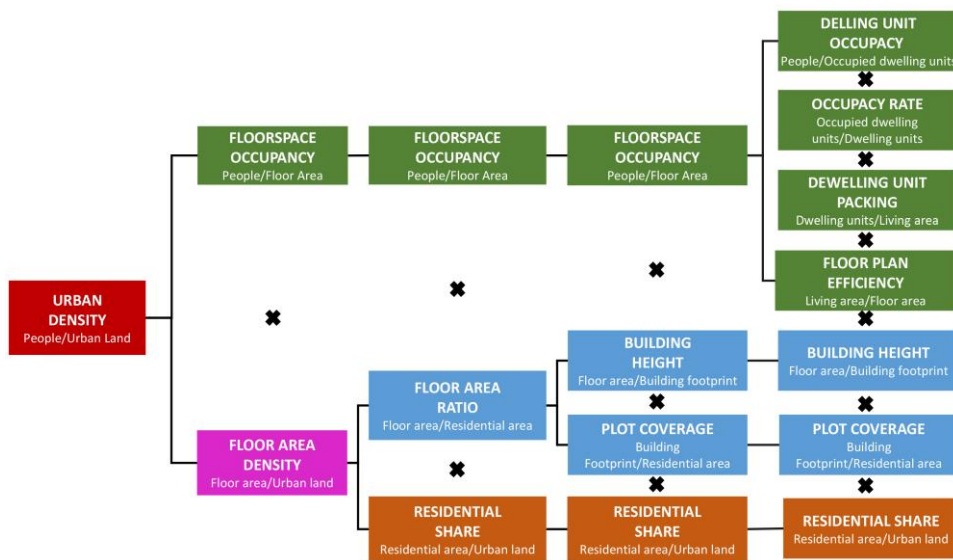 DELLING UNIT
OCCUPACY
People/Occupied dwelling units
OCCUPACY RATE
Occupied dwelling
units/Dwelling units
FLOORSPACE
OCCUPANCY
People/Floor Area
FLOORSPACE
OCCUPANCY
People/Floor Area
FLOORSPACE
OCCUPANCY
People/Floor Area
DEWELLING UNIT
PACKING
Dwelling units/Living area
FLOOR PLAN
EFFICIENCY
Living area/Floor area
URBAN
DENSITY
People/Urban Land
BUILDING
HEIGHT
Floor area/Building footprint
BUILDING HEIGHT
Floor area/Building footprint
FLOOR AREA
RATIO
Floor area/Residential area
PLOT COVERAGE
Building
Footprint/Residential area
PLOT COVERAGE
Building
Footprint/Residential area
FLOOR AREA
DENSITY
Floor area/Urban land
RESIDENTIAL
SHARE
Residential area/Urban land
RESIDENTIAL
SHARE
Residential area/Urban land
RESIDENTIAL SHARE
Residential area/Urban land